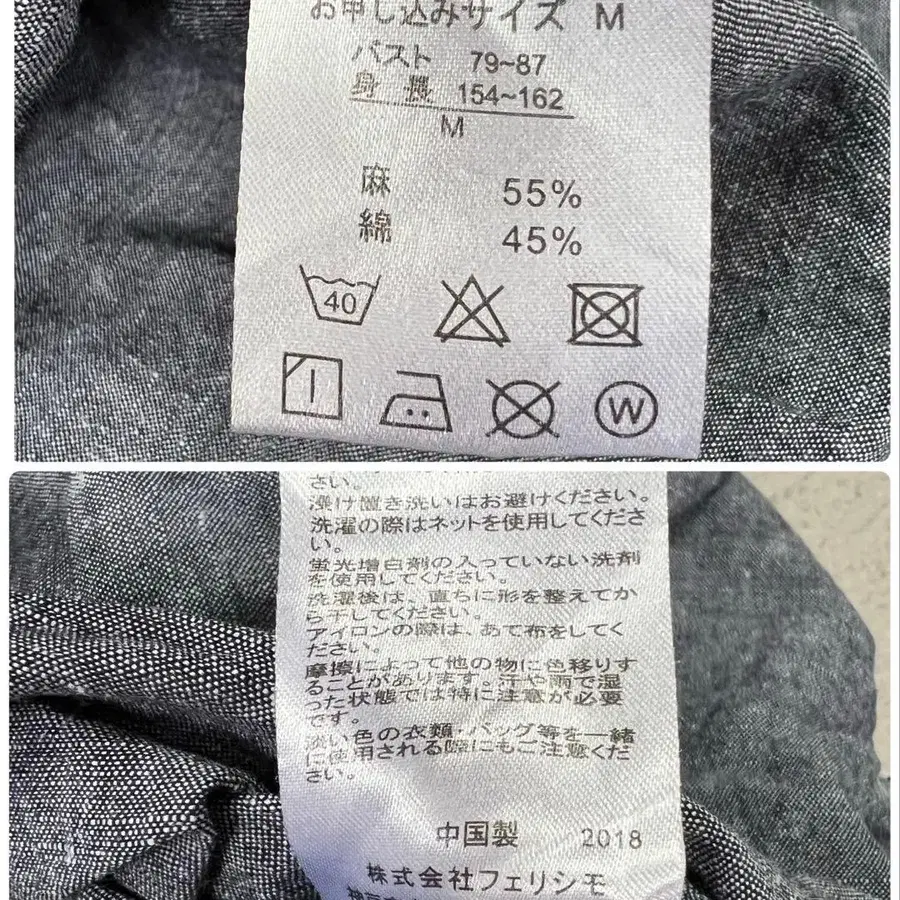 お申し込みサイズ M
バスト 79~87
身長 154~162
M
麻 55%
綿 45%
40
W
さい。
浸け置き洗いはお避けください。
洗濯の際はネットを使用してくださ
い。
蛍光増白剤の入っていない洗剤
を使用してください。
洗濯後は、直ちに形を整えてか
ら干してください。
アイロンの際は、あて布をしてく
ださい。
摩擦によって他の物に色移りす
ることがあります。汗や雨で湿
った状態では特に注意が必要
です。
淡い色の衣類・バッグ等を一緒
に使用される際にもご注意くだ
さい。
中国製 2018
株式会社フェリシモ